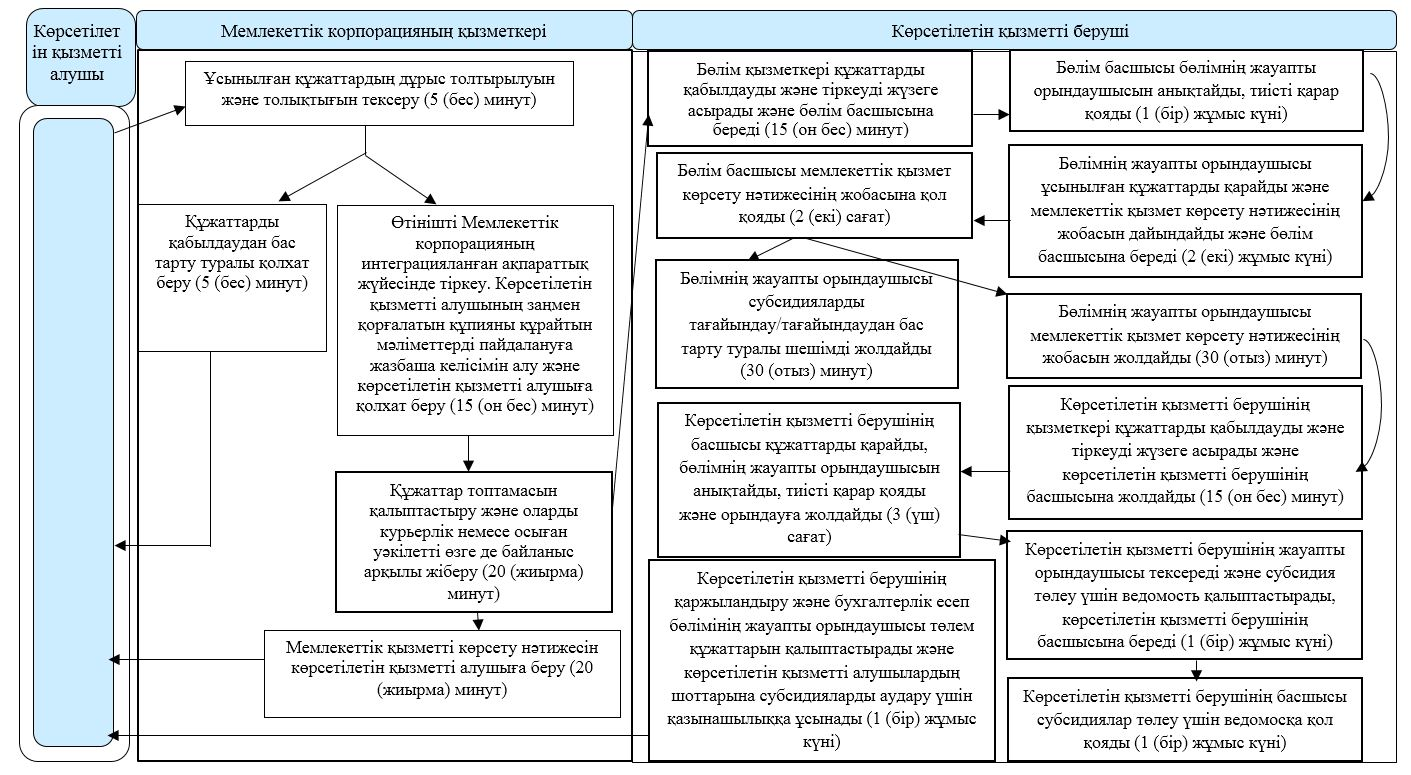 Көрсетілет
ін қызметті
алушы
Мемлекеттік корпорацияның қызметкері
Көрсетілетін қызметті беруші
Ұсынылған құжаттардың дұрыс толтырылуын
және толықтығын тексеру (5 (бес) минут)
Құжаттарды
қабылдаудан бас
тарту туралы қолхат
беру (5 (бес) минут)
Өтінішті Мемлекеттік
корпорацияның
интеграцияланған ақпараттық
жүйесінде тіркеу. Көрсетілетін
қызметті алушының заңмен
қорғалатын құпияны құрайтын
мәліметтерді пайдалануға
жазбаша келісімін алу және
көрсетілетін қызметті алушыға
қолхат беру (15 (он бес) минут)
Құжаттар топтамасын
қалыптастыру және оларды
курьерлік немесе осыған
уәкілетті өзге де байланыс
арқылы жіберу (20 (жиырма)
минут)
Мемлекеттік қызметті көрсету нәтижесін
көрсетілетін қызметті алушыға беру (20
(жиырма) минут)
Бөлім қызметкері құжаттарды
қабылдауды және тіркеуді жүзеге
асырады және бөлім басшысына
береді (15 (он бес) минут)
Бөлім басшысы бөлімнің жауапты
орындаушысын анықтайды, тиісті қарар
қояды (1 (бір) жұмыс күні)
Бөлімнің жауапты орындаушысы
ұсынылған құжаттарды қарайды және
мемлекеттік қызмет көрсету нәтижесінің
жобасын дайындайды және бөлім
басшысына береді (2 (екі) жұмыс күні)
Бөлім басшысы мемлекеттік қызмет
көрсету нәтижесінің жобасына қол
қояды (2 (екі) сағат)
Бөлімнің жауапты орындаушысы
субсидияларды
тағайындау/тағайындаудан бас
тарту туралы шешімді жолдайды
(30 (отыз) минут)
Бөлімнің жауапты орындаушысы
мемлекеттік қызмет көрсету нәтижесінің
жобасын жолдайды (30 (отыз) минут)
Көрсетілетін қызметті берушінің
қызметкері құжаттарды қабылдауды және
тіркеуді жүзеге асырады және
көрсетілетін қызметті берушінің
басшысына жолдайды (15 (он бес) минут)
Көрсетілетін қызметті берушінің
басшысы құжаттарды қарайды,
бөлімнің жауапты орындаушысын
анықтайды, тиісті қарар қояды
және орындауға жолдайды (3 (үш)
сағат)
Көрсетілетін қызметті берушінің жауапты
орындаушысы тексереді және субсидия
төлеу үшін ведомость қалыптастырады,
көрсетілетін қызметті берушінің
басшысына береді (1 (бір) жұмыс күні)
Көрсетілетін қызметті берушінің басшысы
субсидиялар төлеу үшін ведомосқа қол
қояды (1 (бір) жұмыс күні)
Көрсетілетін қызметті берушінің
қаржыландыру және бухгалтерлік есеп
бөлімінің жауапты орындаушысы төлем
құжаттарын қалыптастырады және
көрсетілетін қызметті алушылардың
шоттарына субсидияларды аудару үшін
қазынашылыққа ұсынады (1 (бір) жұмыс
күні)